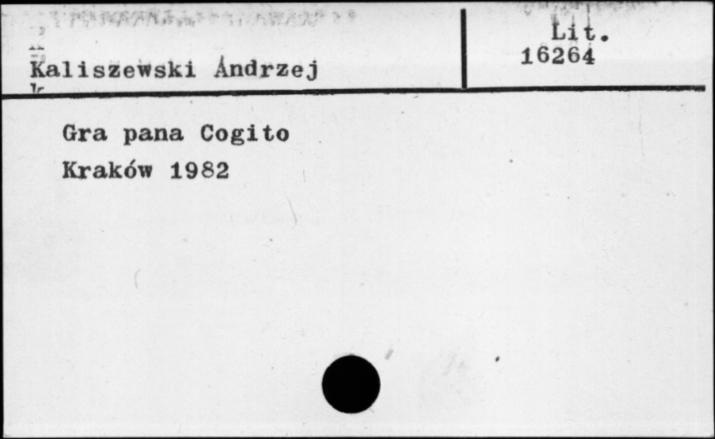 Lit.
16264
Kaliszewski Andrzej
Gra pana Cogito
Kraków 1982